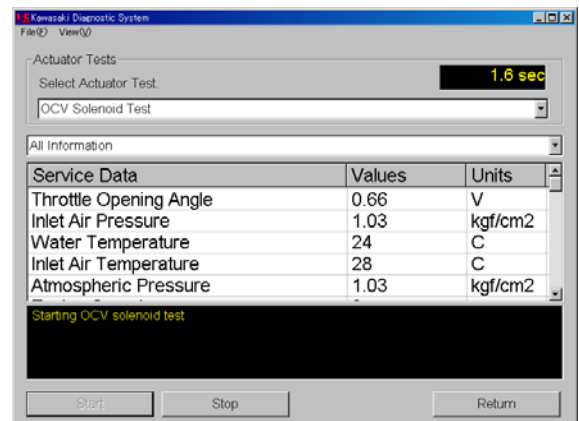 Kawasaki Diagnostic System
File(F) View(V)
Actuator Tests
Select Actuator Test.
1.6 sec
OCV Solenoid Test
All Information
Service Data Values Units
Throttle Opening Angle 0.66 V
Inlet Air Pressure 1.03 kgf/cm2
Water Temperature 24 C
Inlet Air Temperature 28 C
Atmospheric Pressure 1.03 kgf/cm2
Starting OCV solenoid test
Start Stop Return